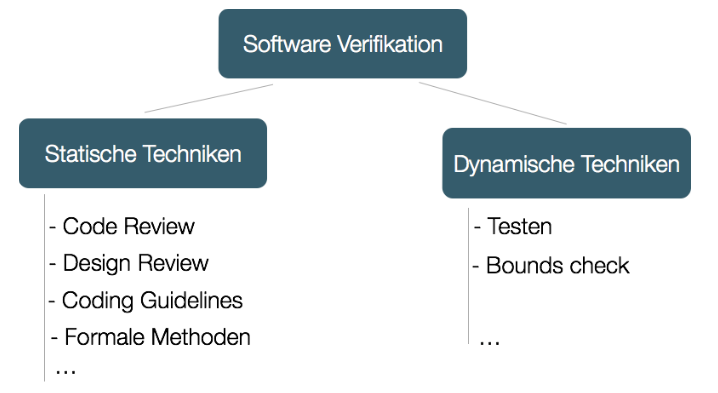 Software Verifikation
Statische Techniken
- Code Review
- Design Review
- Coding Guidelines
- Formale Methoden
...
Dynamische Techniken
- Testen
- Bounds check
...